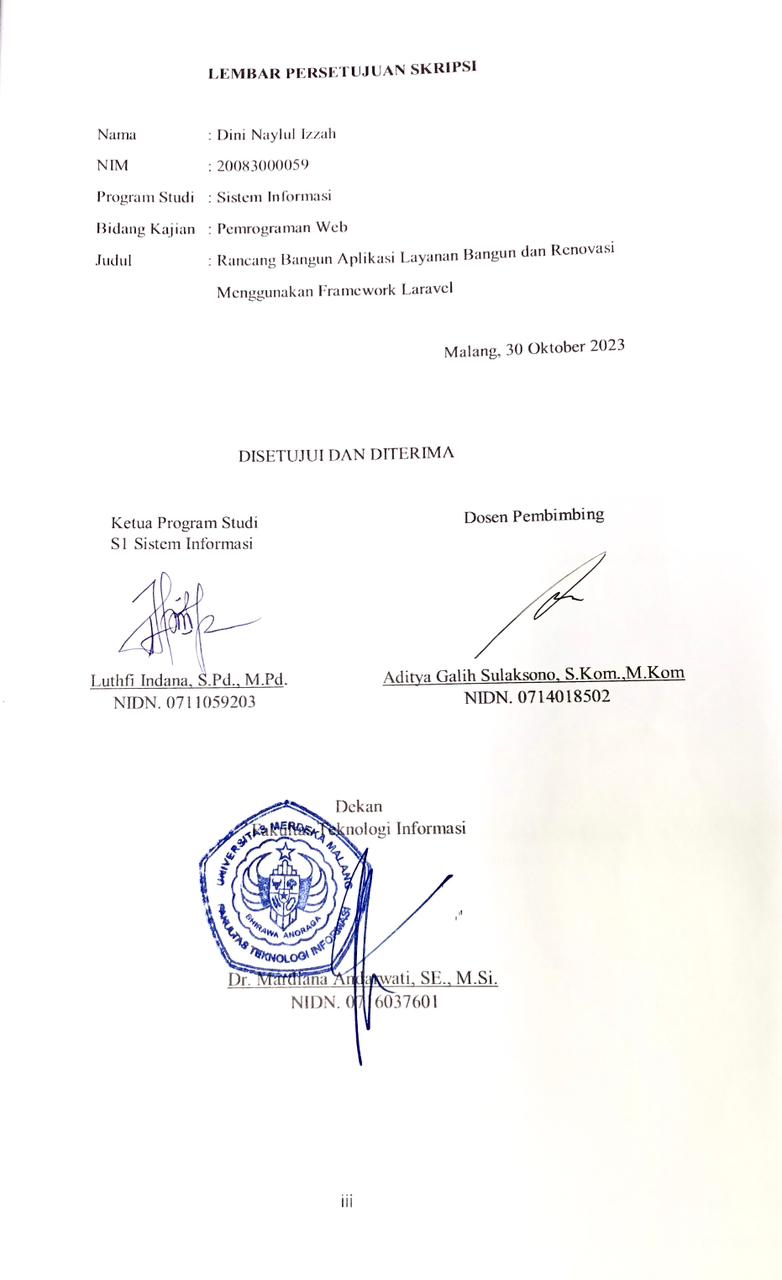 LEMBAR PERSETUJUAN SKRIPSI
Nama : Dini Naylul Izzah
NIM : 20083000059
Program Studi : Sistem Informasi
Bidang Kajian : Pemrograman Web
Judul : Rancang Bangun Aplikasi Layanan Bangun dan Renovasi
Menggunakan Framework Laravel
Malang, 30 Oktober 2023
DISETUJUI DAN DITERIMA
Ketua Program Studi
S1 Sistem Informasi
Dosen Pembimbing
Luthfi Indana, S.Pd., M.Pd.
NIDN. 0711059203
Aditya Galih Sulaksono, S.Kom.,M.Kom
NIDN. 0714018502
Dekan
Fakultas Teknologi Informasi
UNIVERSITAS MERDEKA MALANG
BHIRAWA ANORAGA
FAKULTAS TEKNOLOGI INFORMASI
Dr. Mardiana Andarwati, SE., M.Si.
NIDN. 0716037601
iii